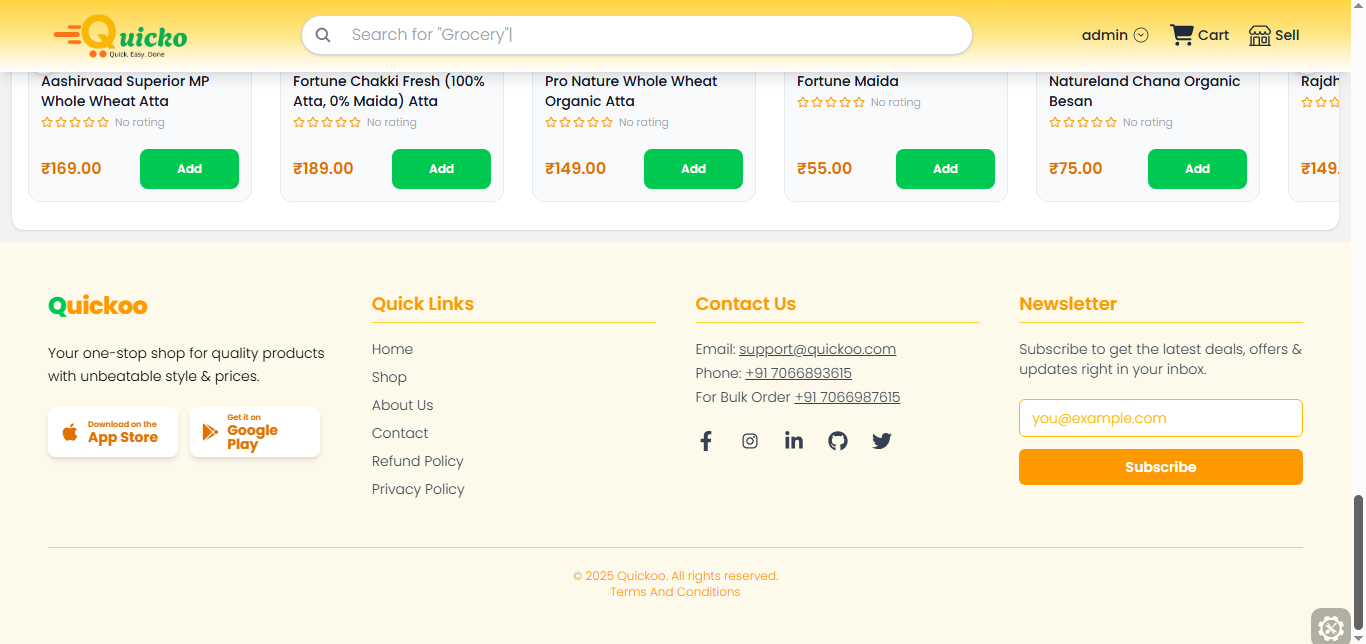 Quicko
Quick. Easy. Done
Search for "Grocery"|
admin
Cart
Sell
Aashirvaad Superior MP
Whole Wheat Atta
No rating
₹169.00
Add
Fortune Chakki Fresh (100%
Atta, 0% Maida) Atta
No rating
₹189.00
Add
Pro Nature Whole Wheat
Organic Atta
No rating
₹149.00
Add
Fortune Maida
No rating
₹55.00
Add
Natureland Chana Organic
Besan
No rating
₹75.00
Add
Rajdh
₹149.
Quickoo
Your one-stop shop for quality products
with unbeatable style & prices.
Download on the
App Store
Get it on
Google
Play
Quick Links
Home
Shop
About Us
Contact
Refund Policy
Privacy Policy
Contact Us
Email: support@quickoo.com
Phone: +91 7066893615
For Bulk Order +91 7066987615
Newsletter
Subscribe to get the latest deals, offers &
updates right in your inbox.
you@example.com
Subscribe
© 2025 Quickoo. All rights reserved.
Terms And Conditions